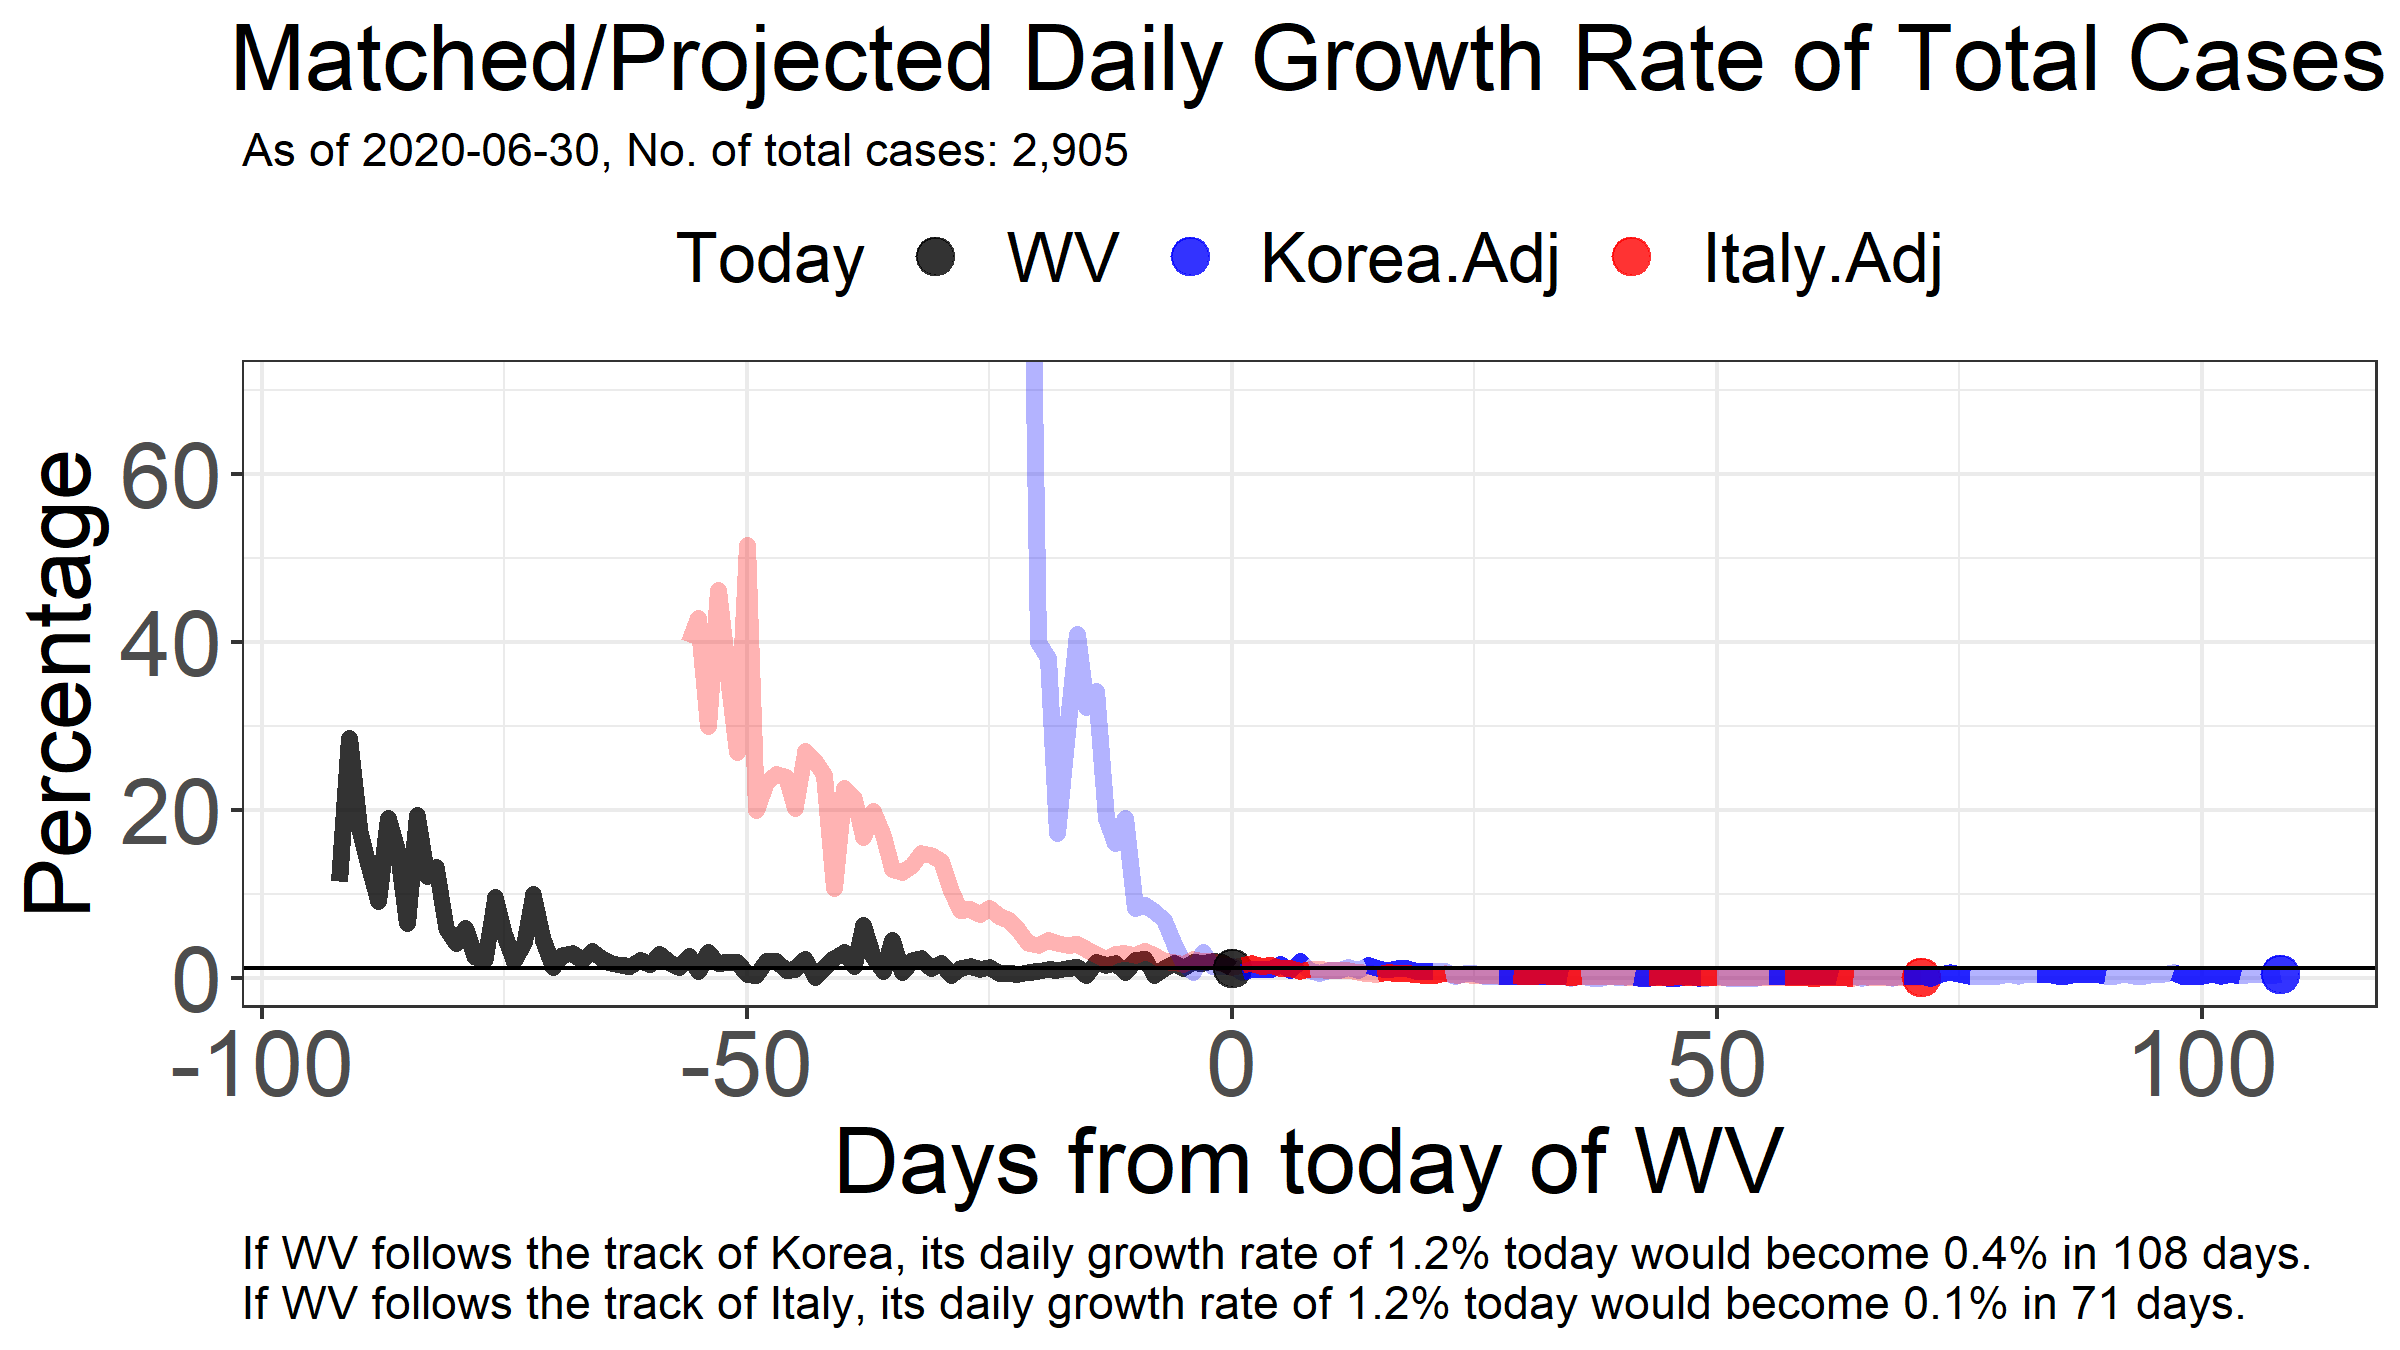 Matched/Projected Daily Growth Rate of Total Cases
As of 2020-06-30, No. of total cases: 2,905
Today WV Korea.Adj Italy.Adj
Percentage
60
40
20
0
-100 -50 0 50 100
Days from today of WV
If WV follows the track of Korea, its daily growth rate of 1.2% today would become 0.4% in 108 days.
If WV follows the track of Italy, its daily growth rate of 1.2% today would become 0.1% in 71 days.